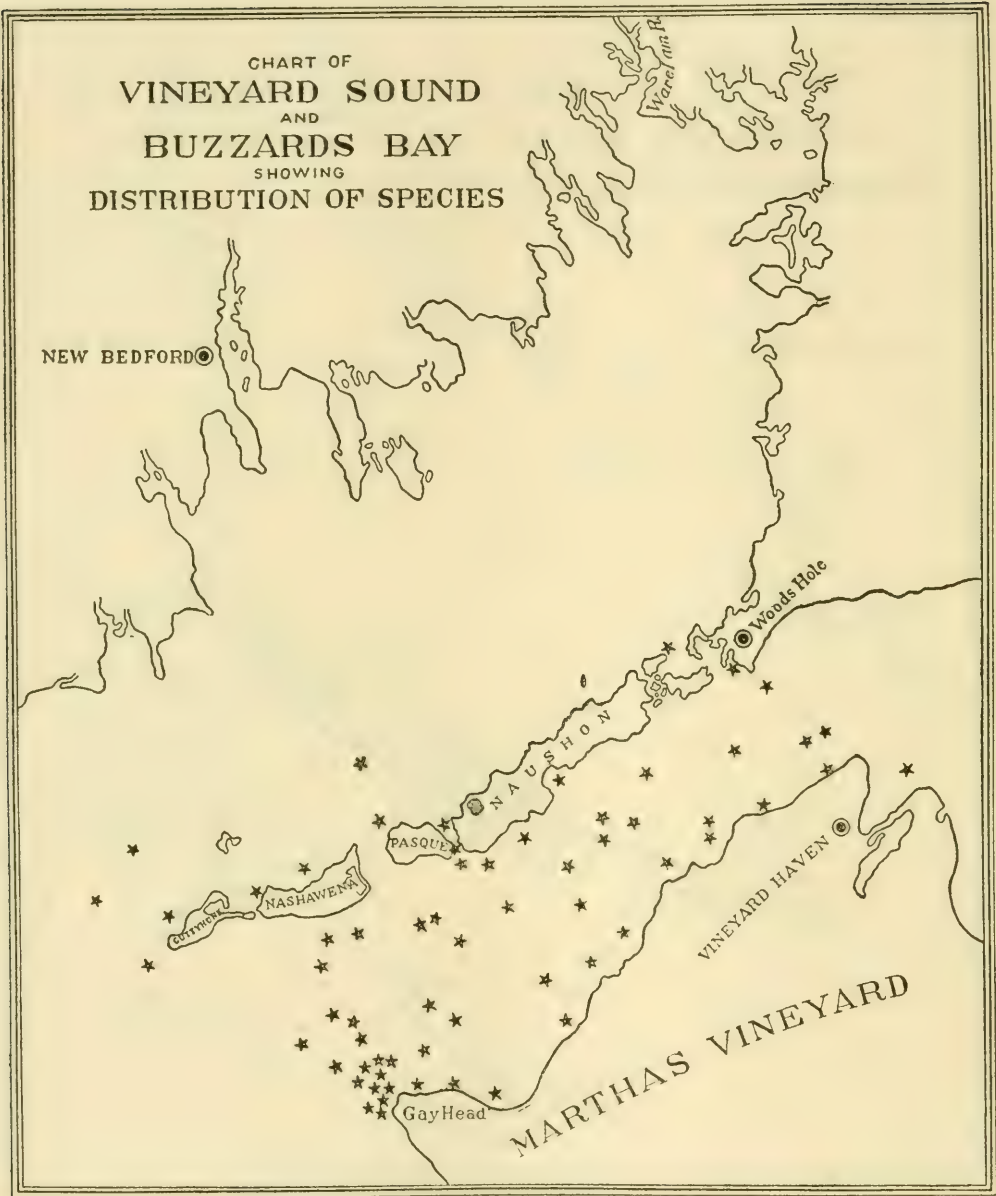 CHART OF
VINEYARD SOUND
AND
BUZZARDS BAY
SHOWING
DISTRIBUTION OF SPECIES
Wareham R.
NEW BEDFORD
Woods Hole
NAUSHON
PASQUE
NASHAWENA
CUTTYHUNK
VINEYARD HAVEN
MARTHAS VINEYARD
Gay Head